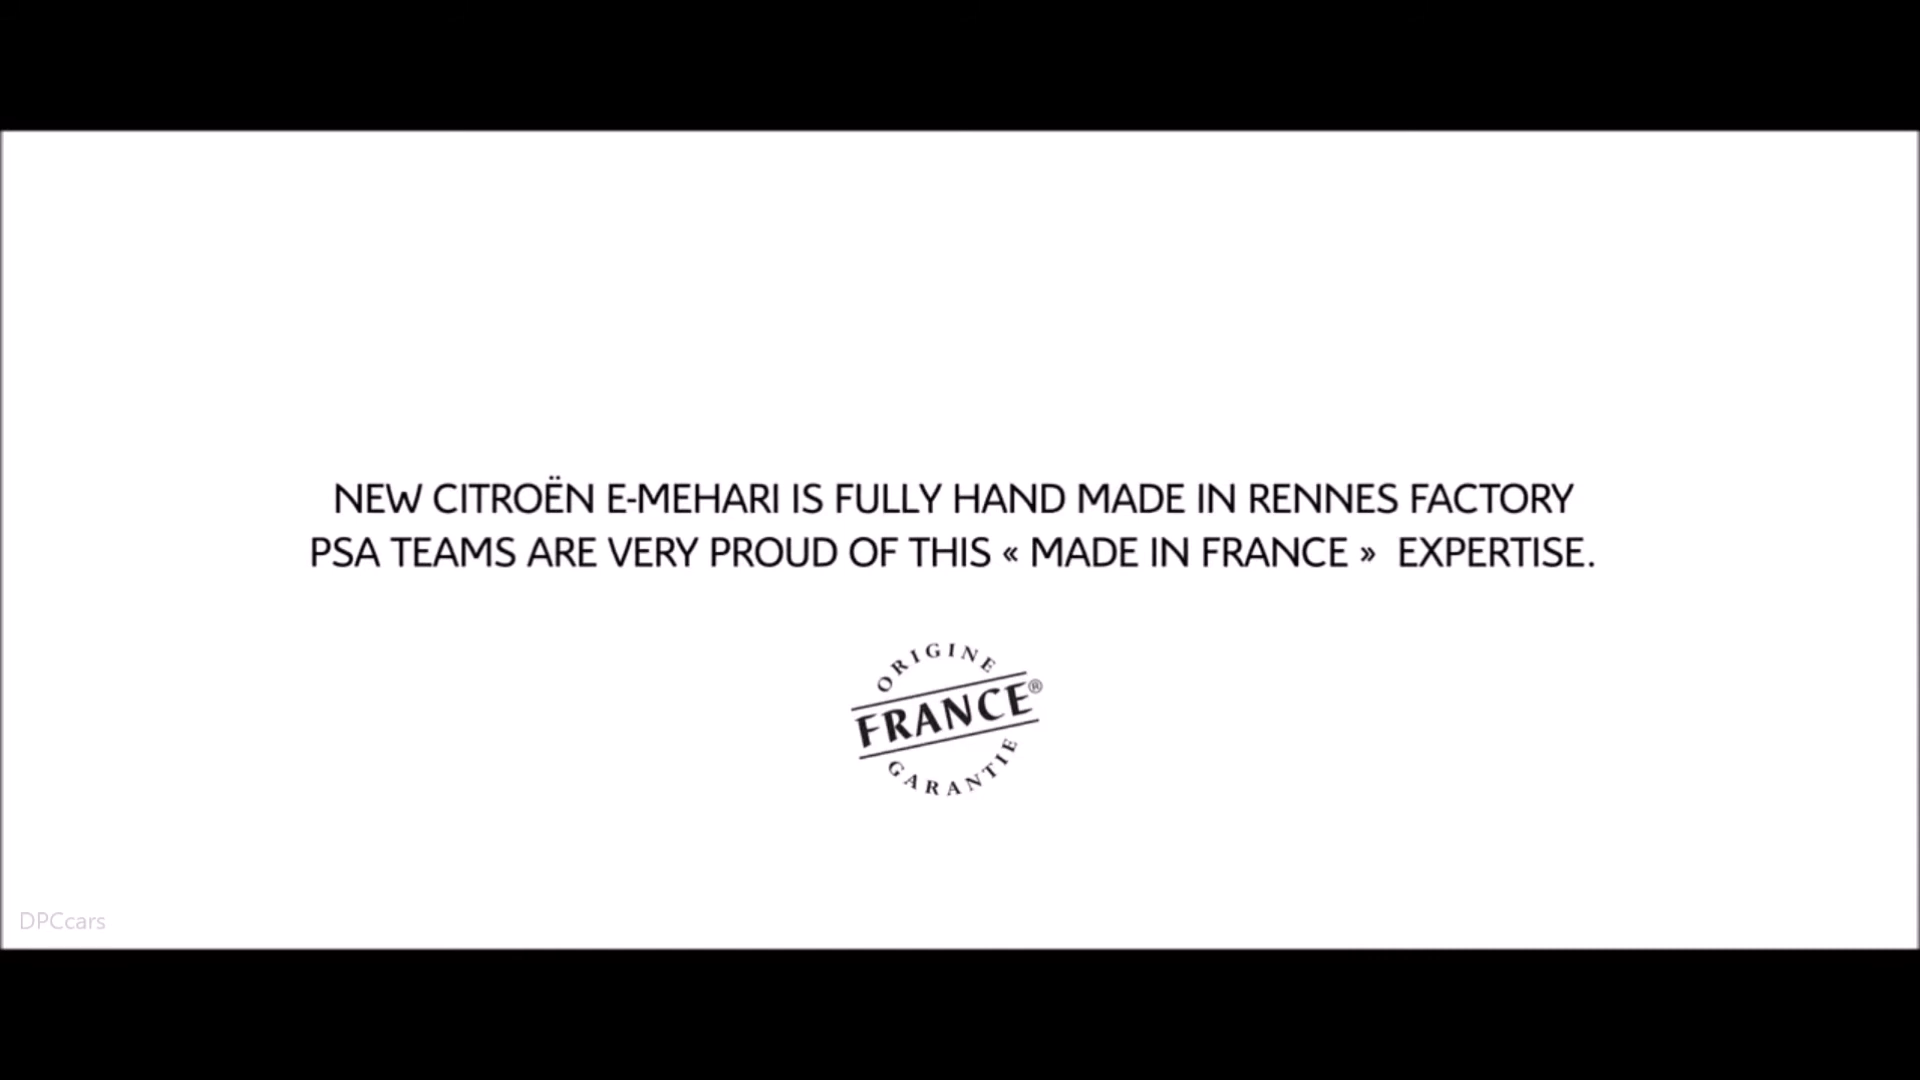 NEW CITROËN E-MEHARI IS FULLY HAND MADE IN RENNES FACTORY
PSA TEAMS ARE VERY PROUD OF THIS « MADE IN FRANCE »  EXPERTISE.
ORIGINE
FRANCE®
GARANTIE
DPCcars